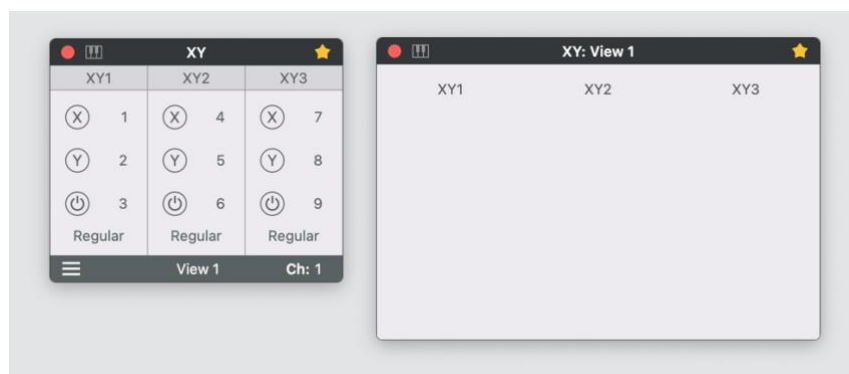 XY
XY1 XY2 XY3
X 1 X 4 X 7
Y 2 Y 5 Y 8
3 6 9
Regular Regular Regular
View 1 Ch: 1
XY: View 1
XY1 XY2 XY3